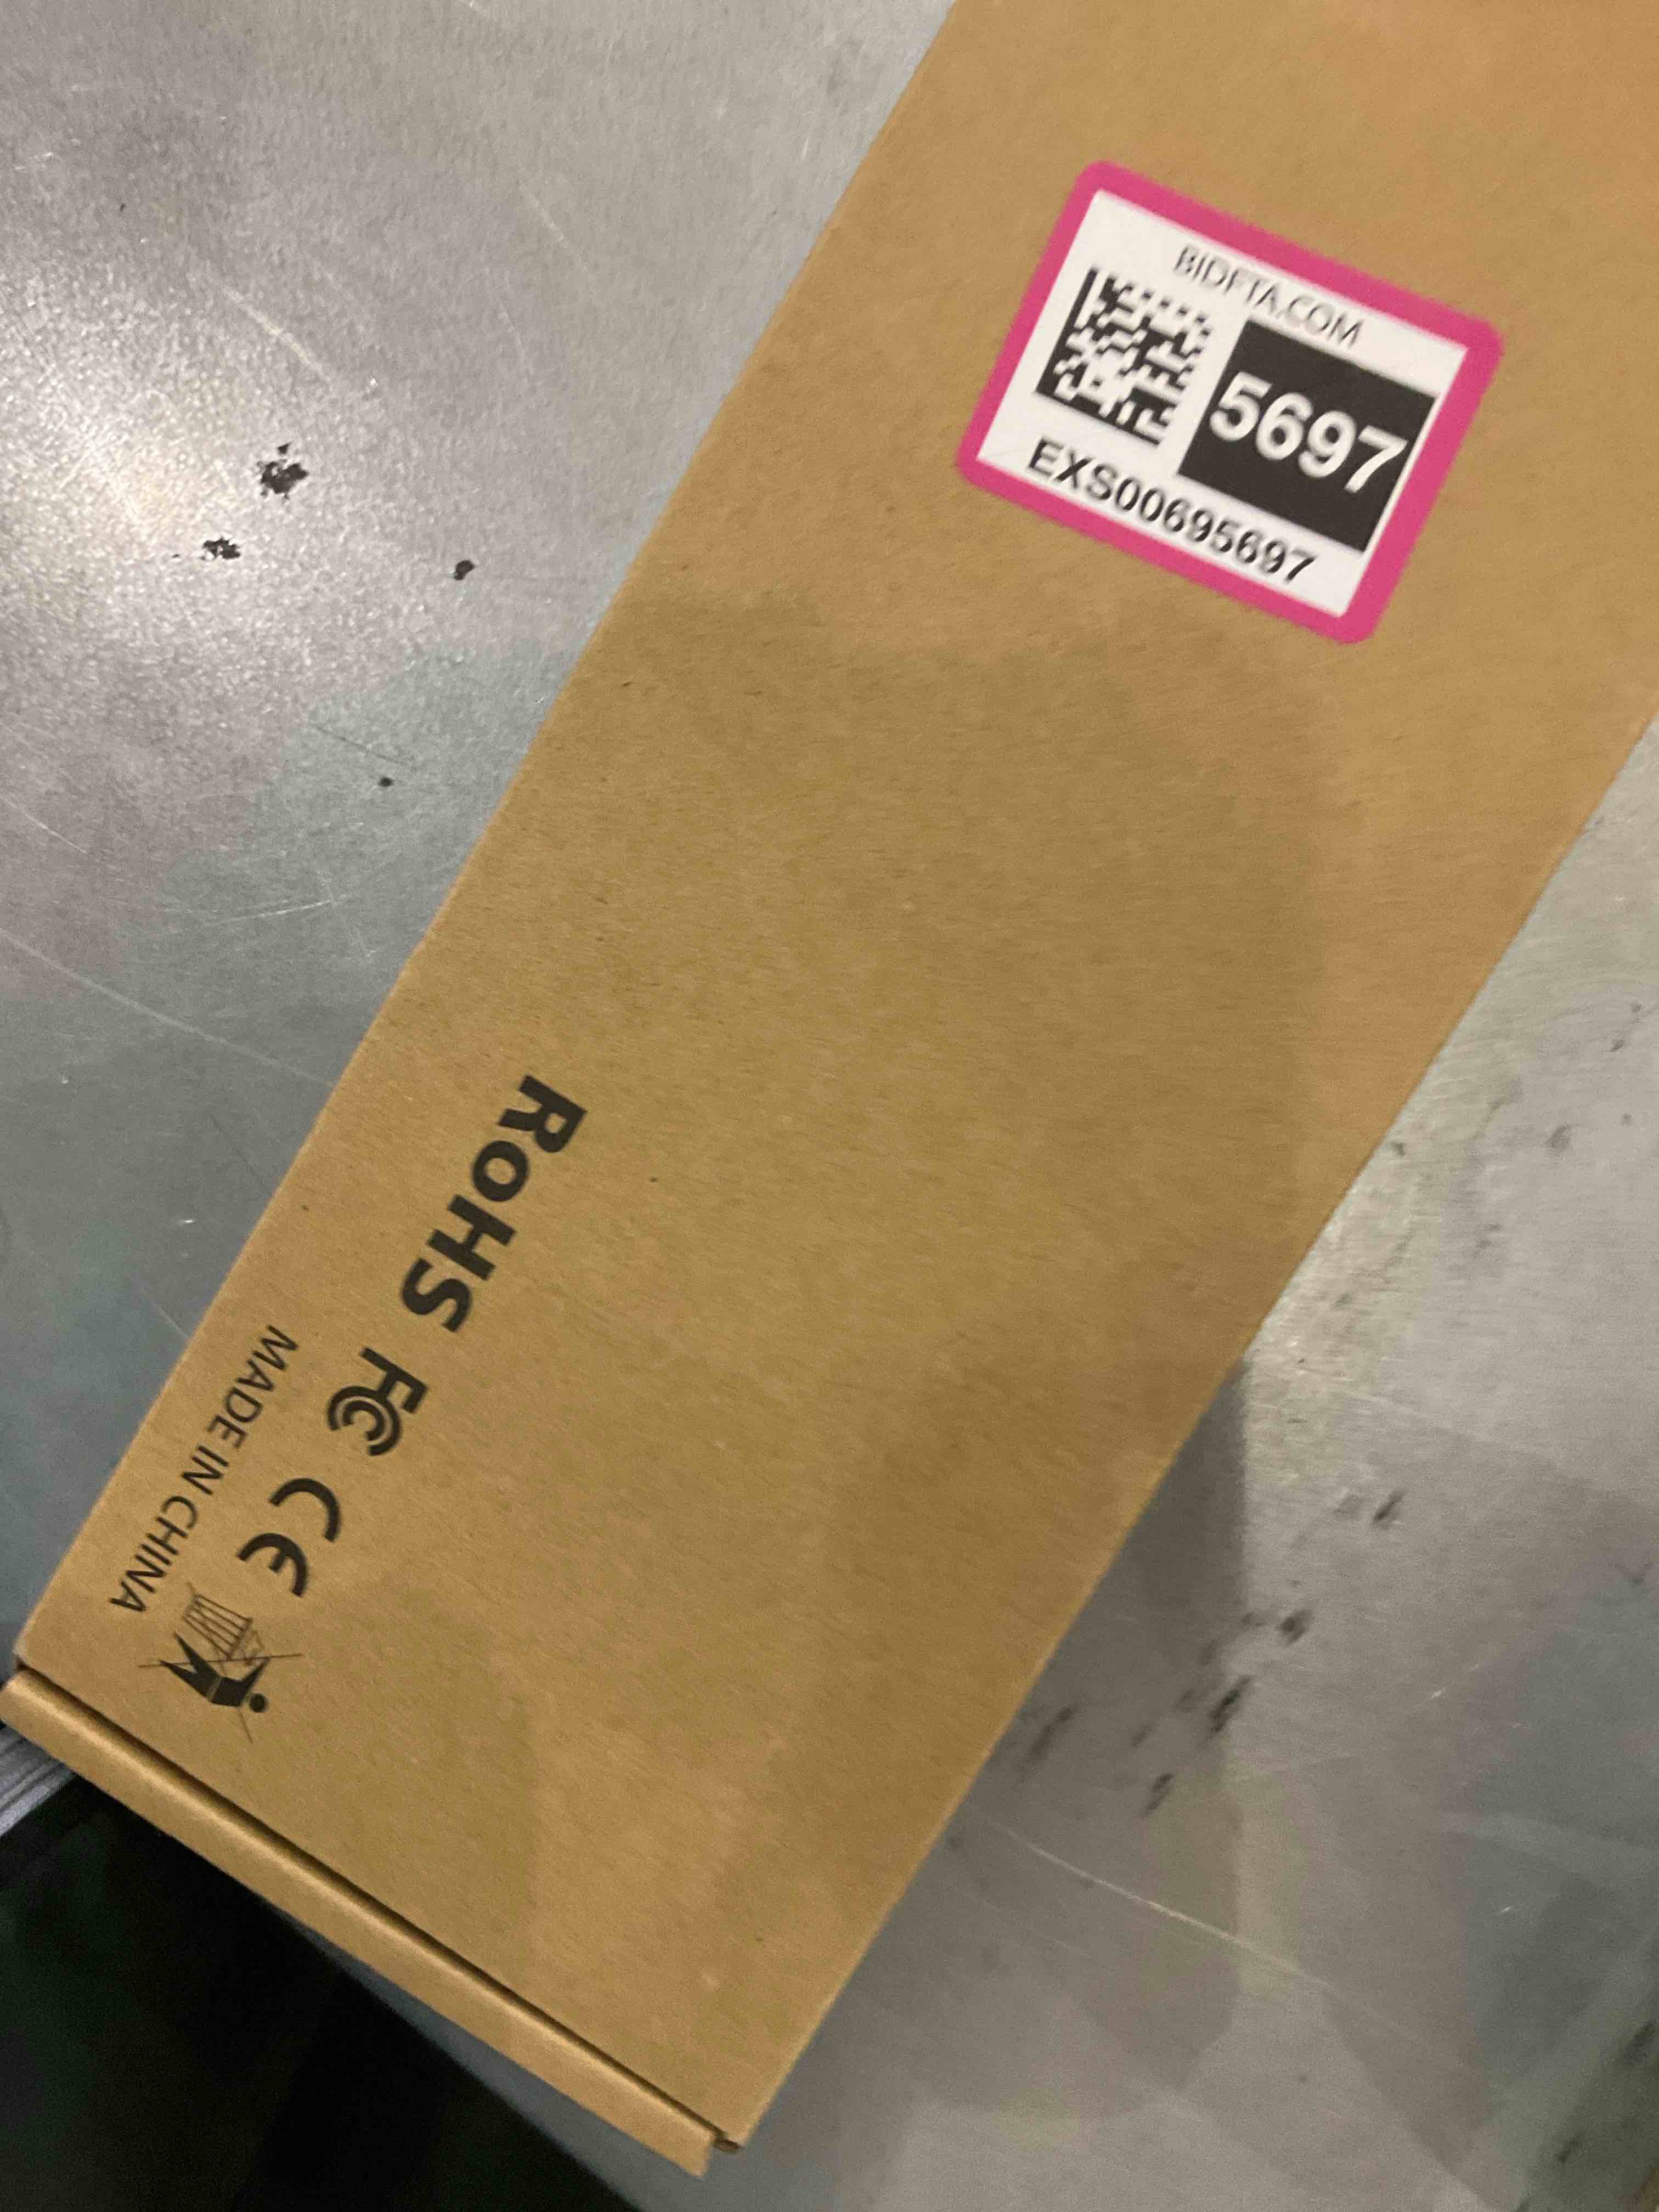 BIDFTA.COM
5697
EXS00695697
RoHS FC CE
MADE IN CHINA